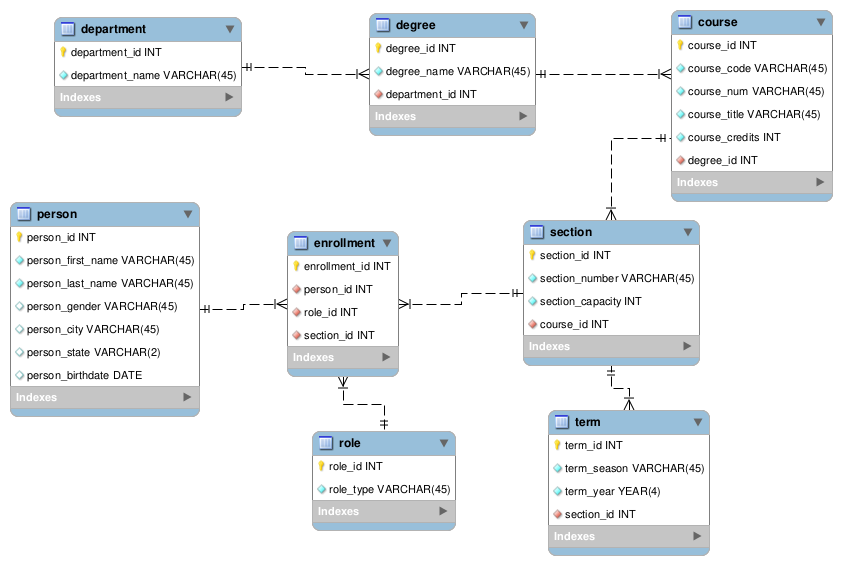 department
department_id INT
department_name VARCHAR(45)
Indexes
degree
degree_id INT
degree_name VARCHAR(45)
department_id INT
Indexes
course
course_id INT
course_code VARCHAR(45)
course_num VARCHAR(45)
course_title VARCHAR(45)
course_credits INT
degree_id INT
Indexes
person
person_id INT
person_first_name VARCHAR(45)
person_last_name VARCHAR(45)
person_gender VARCHAR(45)
person_city VARCHAR(45)
person_state VARCHAR(2)
person_birthdate DATE
Indexes
enrollment
enrollment_id INT
person_id INT
role_id INT
section_id INT
Indexes
section
section_id INT
section_number VARCHAR(45)
section_capacity INT
course_id INT
Indexes
role
role_id INT
role_type VARCHAR(45)
Indexes
term
term_id INT
term_season VARCHAR(45)
term_year YEAR(4)
section_id INT
Indexes